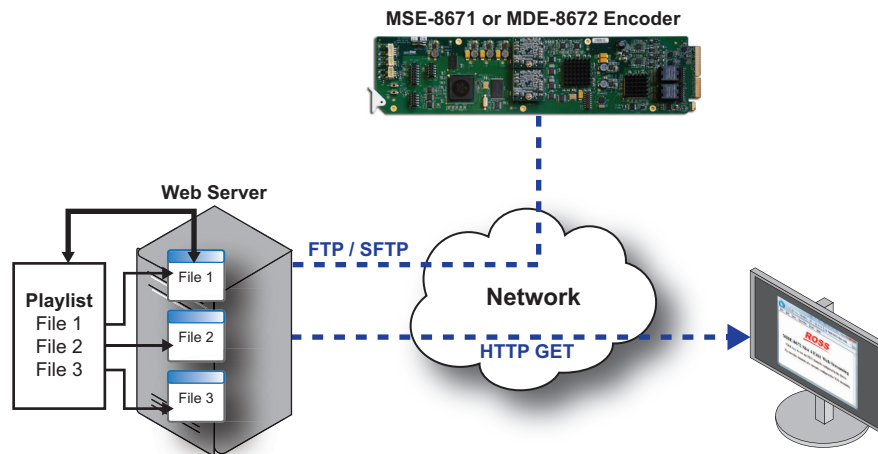 MSE-8671 or MDE-8672 Encoder
Web Server
FTP / SFTP
File 1
Playlist
File 1
File 2
File 3
Network
File 2
HTTP GET
File 3
ROSS